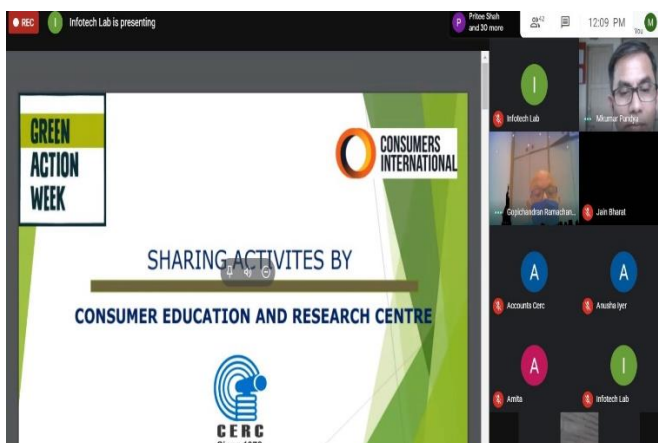 REC
I
Infotech Lab is presenting
P
Pritee Shah
and 30 more
42
12:09 PM
You
M
GREEN
ACTION
WEEK
CONSUMERS
INTERNATIONAL
SHARING ACTIVITES BY
CONSUMER EDUCATION AND RESEARCH CENTRE
CERC
I
Infotech Lab
Gopichandran Ramachan...
Jain Bharat
A
Accounts Cerc
A
Anusha Iyer
A
Amita
I
Infotech Lab